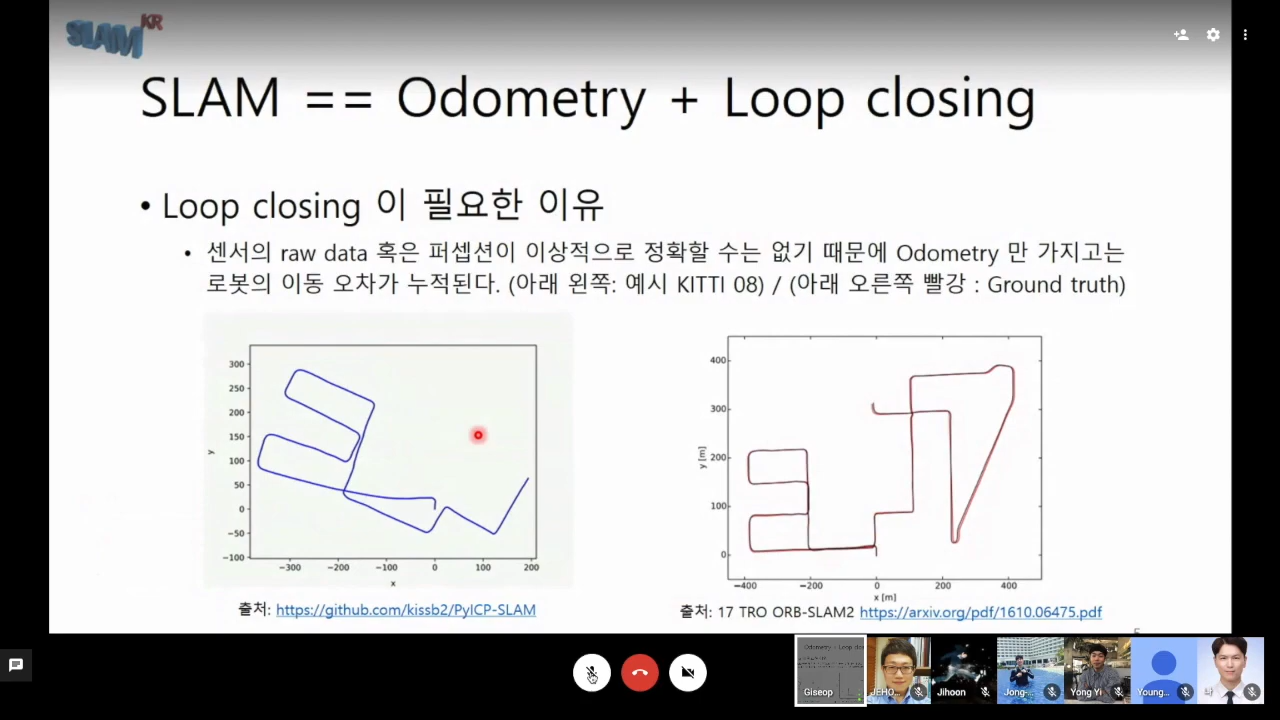 SLAM KR
SLAM == Odometry + Loop closing
• Loop closing 이 필요한 이유
• 센서의 raw data 혹은 퍼셉션이 이상적으로 정확할 수는 없기 때문에 Odometry 만 가지고는
로봇의 이동 오차가 누적된다. (아래 왼쪽: 예시 KITTI 08) / (아래 오른쪽 빨강 : Ground truth)
300
250
200
150
100
50
0
−50
−100
y
−300 −200 −100 0 100 200
x
400
300
200
100
0
y [m]
−400 −200 0 200 400
x [m]
출처: https://github.com/kissb2/PyICP-SLAM
출처: 17 TRO ORB-SLAM2 https://arxiv.org/pdf/1610.06475.pdf
Giseop
JEHO...
Jihoon
Jong-...
Yong Yi
Young...
나